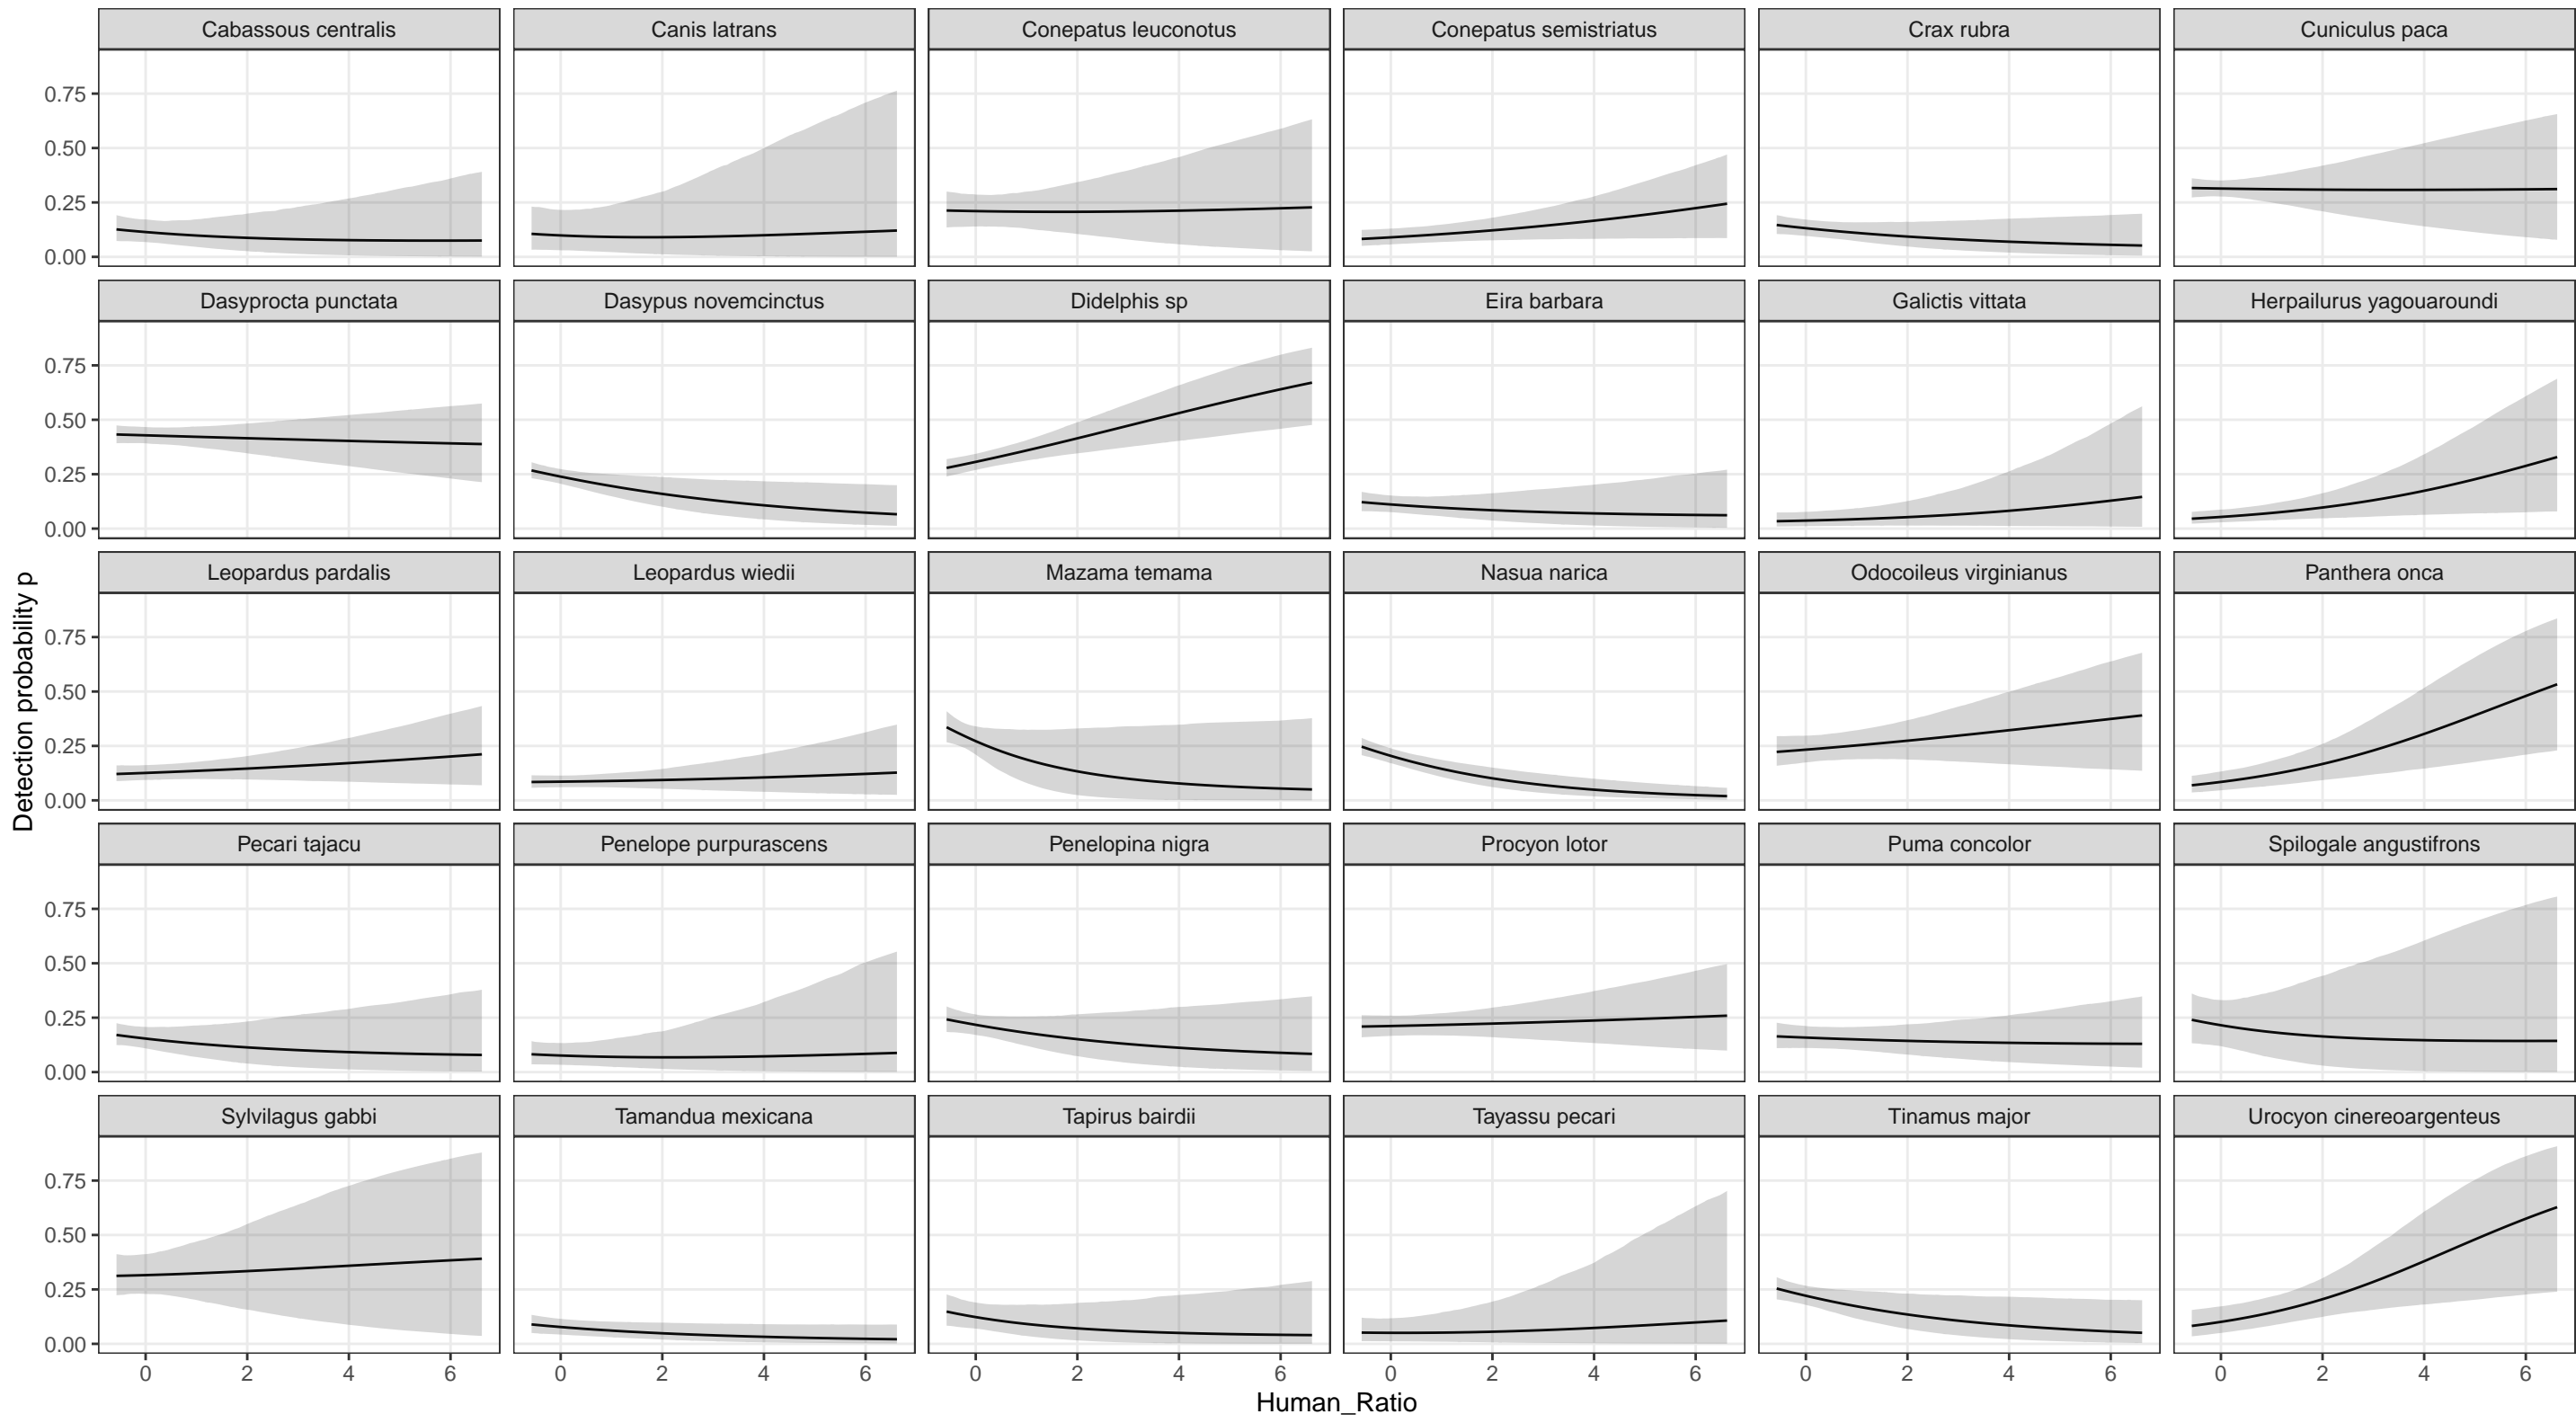 Cabassous centralis Canis latrans Conepatus leuconotus Conepatus semistriatus Crax rubra Cuniculus paca
0.75
0.50
0.25
0.00
Dasyprocta punctata Dasypus novemcinctus Didelphis sp Eira barbara Galictis vittata Herpailurus yagouaroundi
0.75
0.50
0.25
0.00
Leopardus pardalis Leopardus wiedii Mazama temama Nasua narica Odocoileus virginianus Panthera onca
0.75
0.50
0.25
0.00
Detection probability p
Pecari tajacu Penelope purpurascens Penelopina nigra Procyon lotor Puma concolor Spilogale angustifrons
0.75
0.50
0.25
0.00
Sylvilagus gabbi Tamandua mexicana Tapirus bairdii Tayassu pecari Tinamus major Urocyon cinereoargenteus
0.75
0.50
0.25
0.00
0 2 4 6 0 2 4 6 0 2 4 6 0 2 4 6 0 2 4 6 0 2 4 6
Human_Ratio